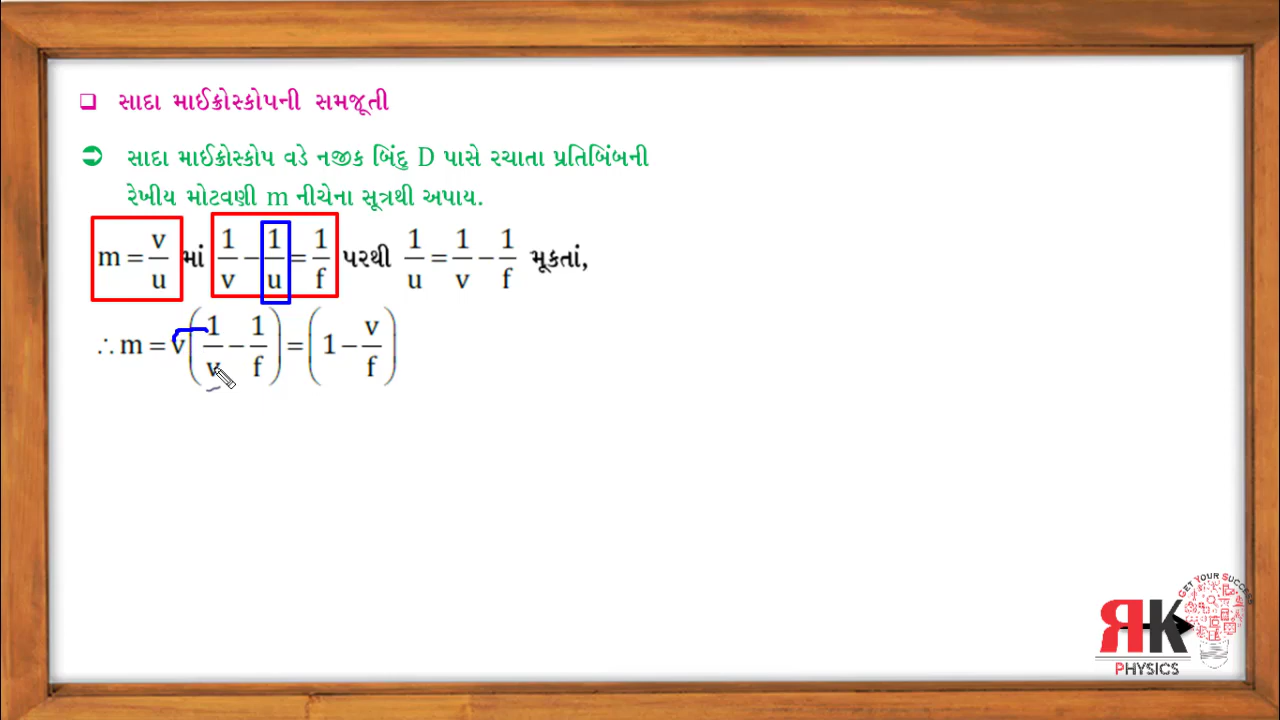 ❑ સાદા માઈક્રોસ્કોપની સમજૂતી
➲ સાદા માઈક્રોસ્કોપ વડે નજીક બિંદુ D પાસે રચાતા પ્રતિબિંબની
રેખીય મોટવણી m નીચેના સૂત્રથી અપાય.
m = v/u માં 1/v − 1/u = 1/f પરથી 1/u = 1/v − 1/f મૂકતાં,
∴ m = v(1/v − 1/f) = (1 − v/f)
GET YOUR SUCCESS
RK
PHYSICS